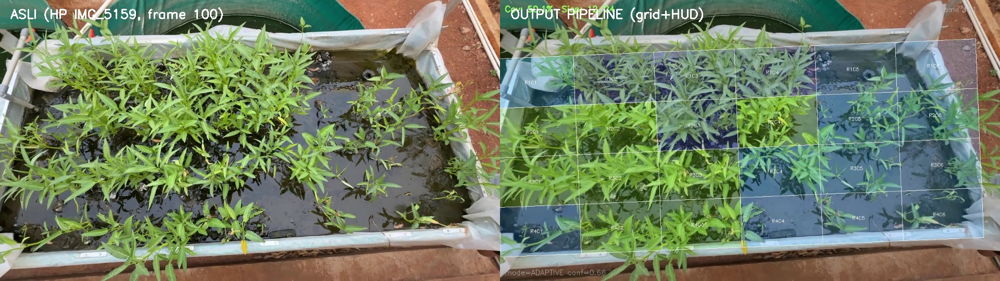 ASLI (HP IMG_5159, frame 100)
OUTPUT PIPELINE (grid+HUD)
R1C1
R1C2
R1C3
R1C4
R1C5
R1C6
R2C1
R2C2
R2C3
R2C4
R2C5
R2C6
R3C1
R3C2
R3C3
R3C4
R3C5
R3C6
R4C1
R4C2
R4C3
R4C4
R4C5
R4C6
mode=ADAPTIVE conf=0.66